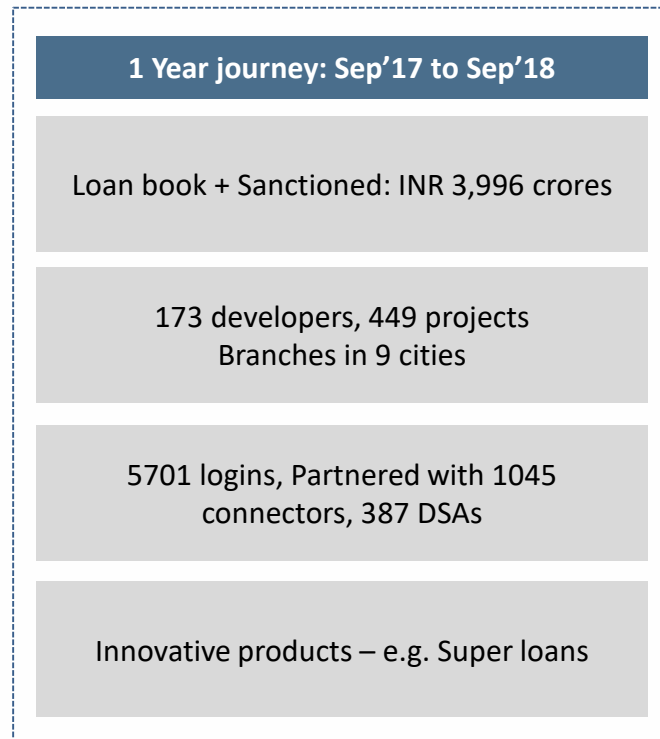 1 Year journey: Sep’17 to Sep’18
Loan book + Sanctioned: INR 3,996 crores
173 developers, 449 projects
Branches in 9 cities
5701 logins, Partnered with 1045
connectors, 387 DSAs
Innovative products – e.g. Super loans